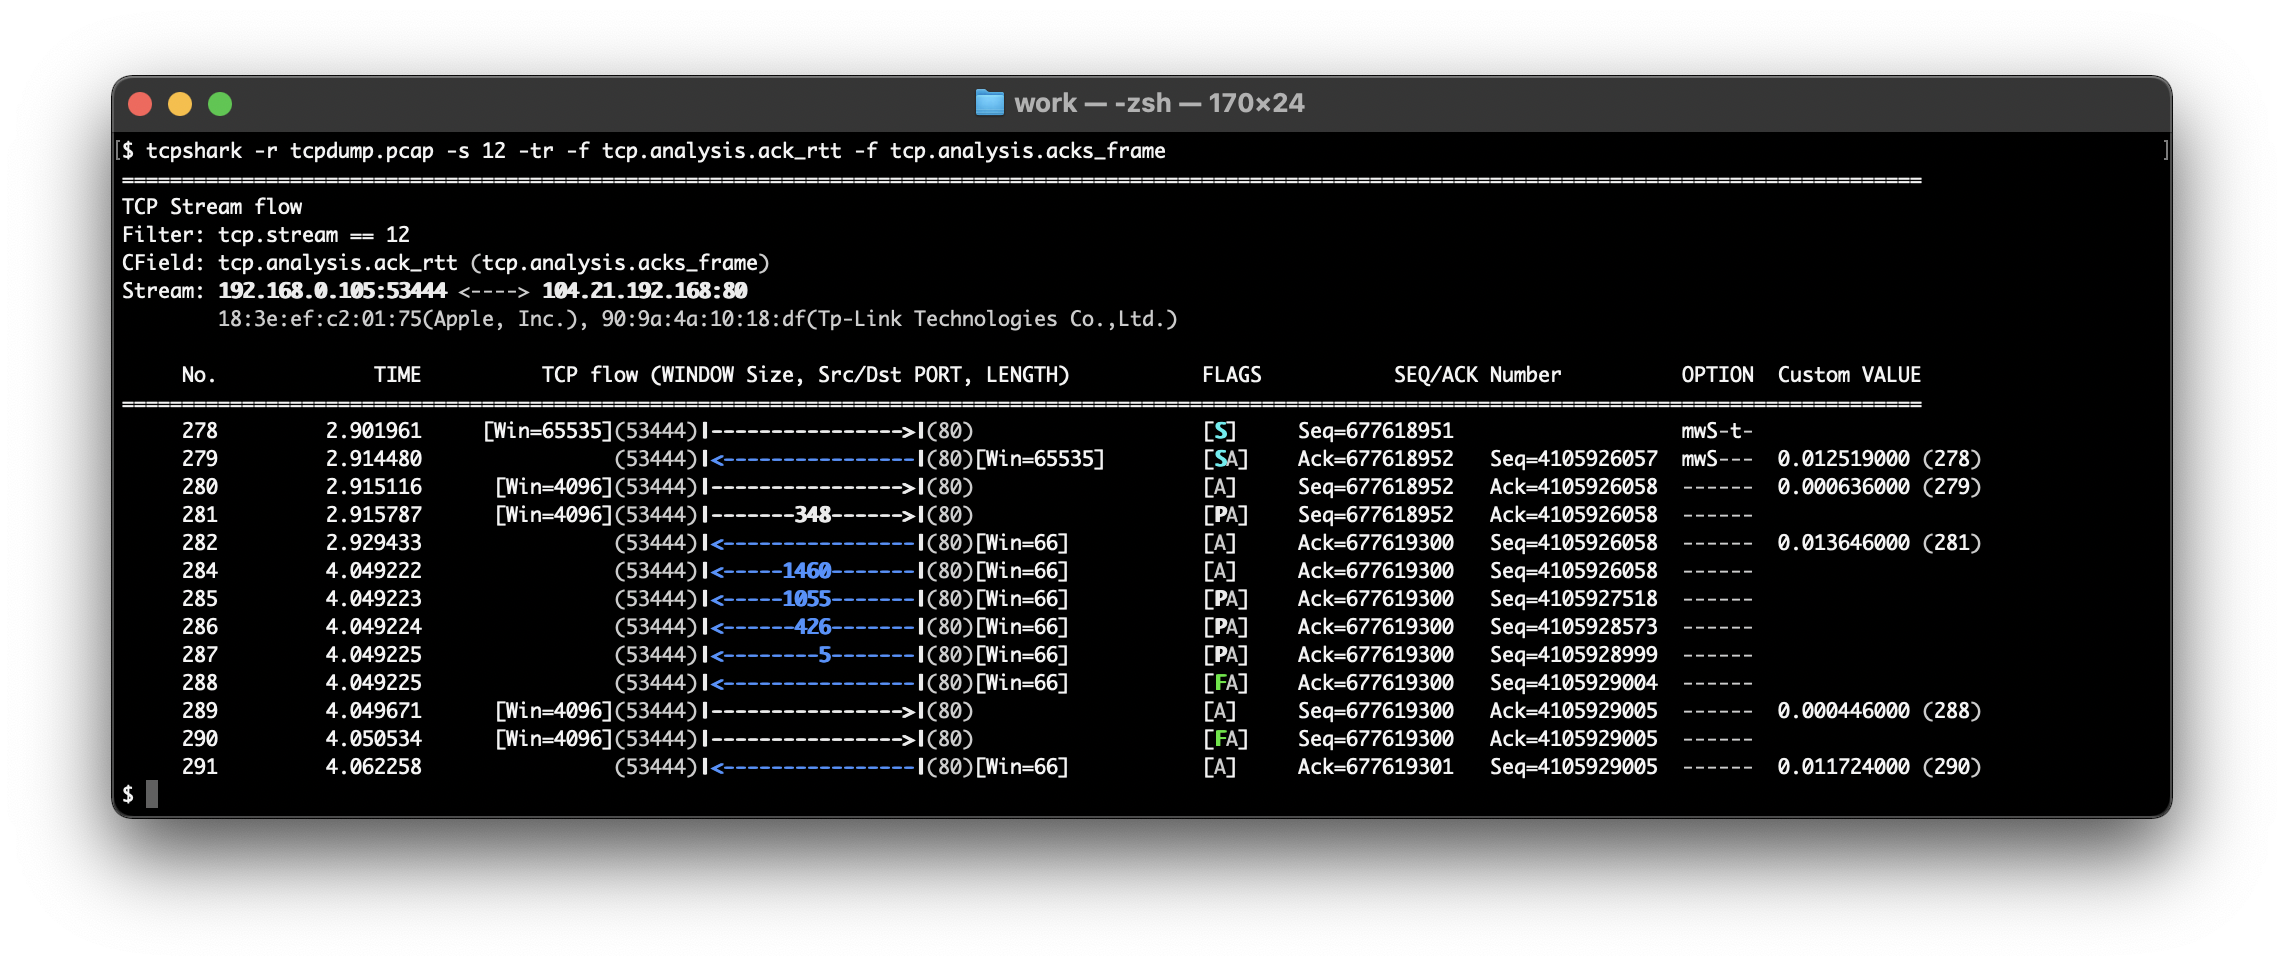 work — -zsh — 170×24
[$ tcpshark -r tcpdump.pcap -s 12 -tr -f tcp.analysis.ack_rtt -f tcp.analysis.acks_frame ]
======================================================================================================================================================
TCP Stream flow
Filter: tcp.stream == 12
CField: tcp.analysis.ack_rtt (tcp.analysis.acks_frame)
Stream: 192.168.0.105:53444 <----> 104.21.192.168:80
18:3e:ef:c2:01:75(Apple, Inc.), 90:9a:4a:10:18:df(Tp-Link Technologies Co.,Ltd.)
No. TIME TCP flow (WINDOW Size, Src/Dst PORT, LENGTH) FLAGS SEQ/ACK Number OPTION Custom VALUE
======================================================================================================================================================
278 2.901961 [Win=65535](53444)|---------------->|(80) [S] Seq=677618951 mwS-t-
279 2.914480 (53444)|<----------------|(80)[Win=65535] [SA] Ack=677618952 Seq=4105926057 mwS--- 0.012519000 (278)
280 2.915116 [Win=4096](53444)|---------------->|(80) [A] Seq=677618952 Ack=4105926058 ------ 0.000636000 (279)
281 2.915787 [Win=4096](53444)|-------348------>|(80) [PA] Seq=677618952 Ack=4105926058 ------
282 2.929433 (53444)|<----------------|(80)[Win=66] [A] Ack=677619300 Seq=4105926058 ------ 0.013646000 (281)
284 4.049222 (53444)|<-----1460-------|(80)[Win=66] [A] Ack=677619300 Seq=4105926058 ------
285 4.049223 (53444)|<-----1055-------|(80)[Win=66] [PA] Ack=677619300 Seq=4105927518 ------
286 4.049224 (53444)|<------426-------|(80)[Win=66] [PA] Ack=677619300 Seq=4105928573 ------
287 4.049225 (53444)|<--------5-------|(80)[Win=66] [PA] Ack=677619300 Seq=4105928999 ------
288 4.049225 (53444)|<----------------|(80)[Win=66] [FA] Ack=677619300 Seq=4105929004 ------
289 4.049671 [Win=4096](53444)|---------------->|(80) [A] Seq=677619300 Ack=4105929005 ------ 0.000446000 (288)
290 4.050534 [Win=4096](53444)|---------------->|(80) [FA] Seq=677619300 Ack=4105929005 ------
291 4.062258 (53444)|<----------------|(80)[Win=66] [A] Ack=677619301 Seq=4105929005 ------ 0.011724000 (290)
$